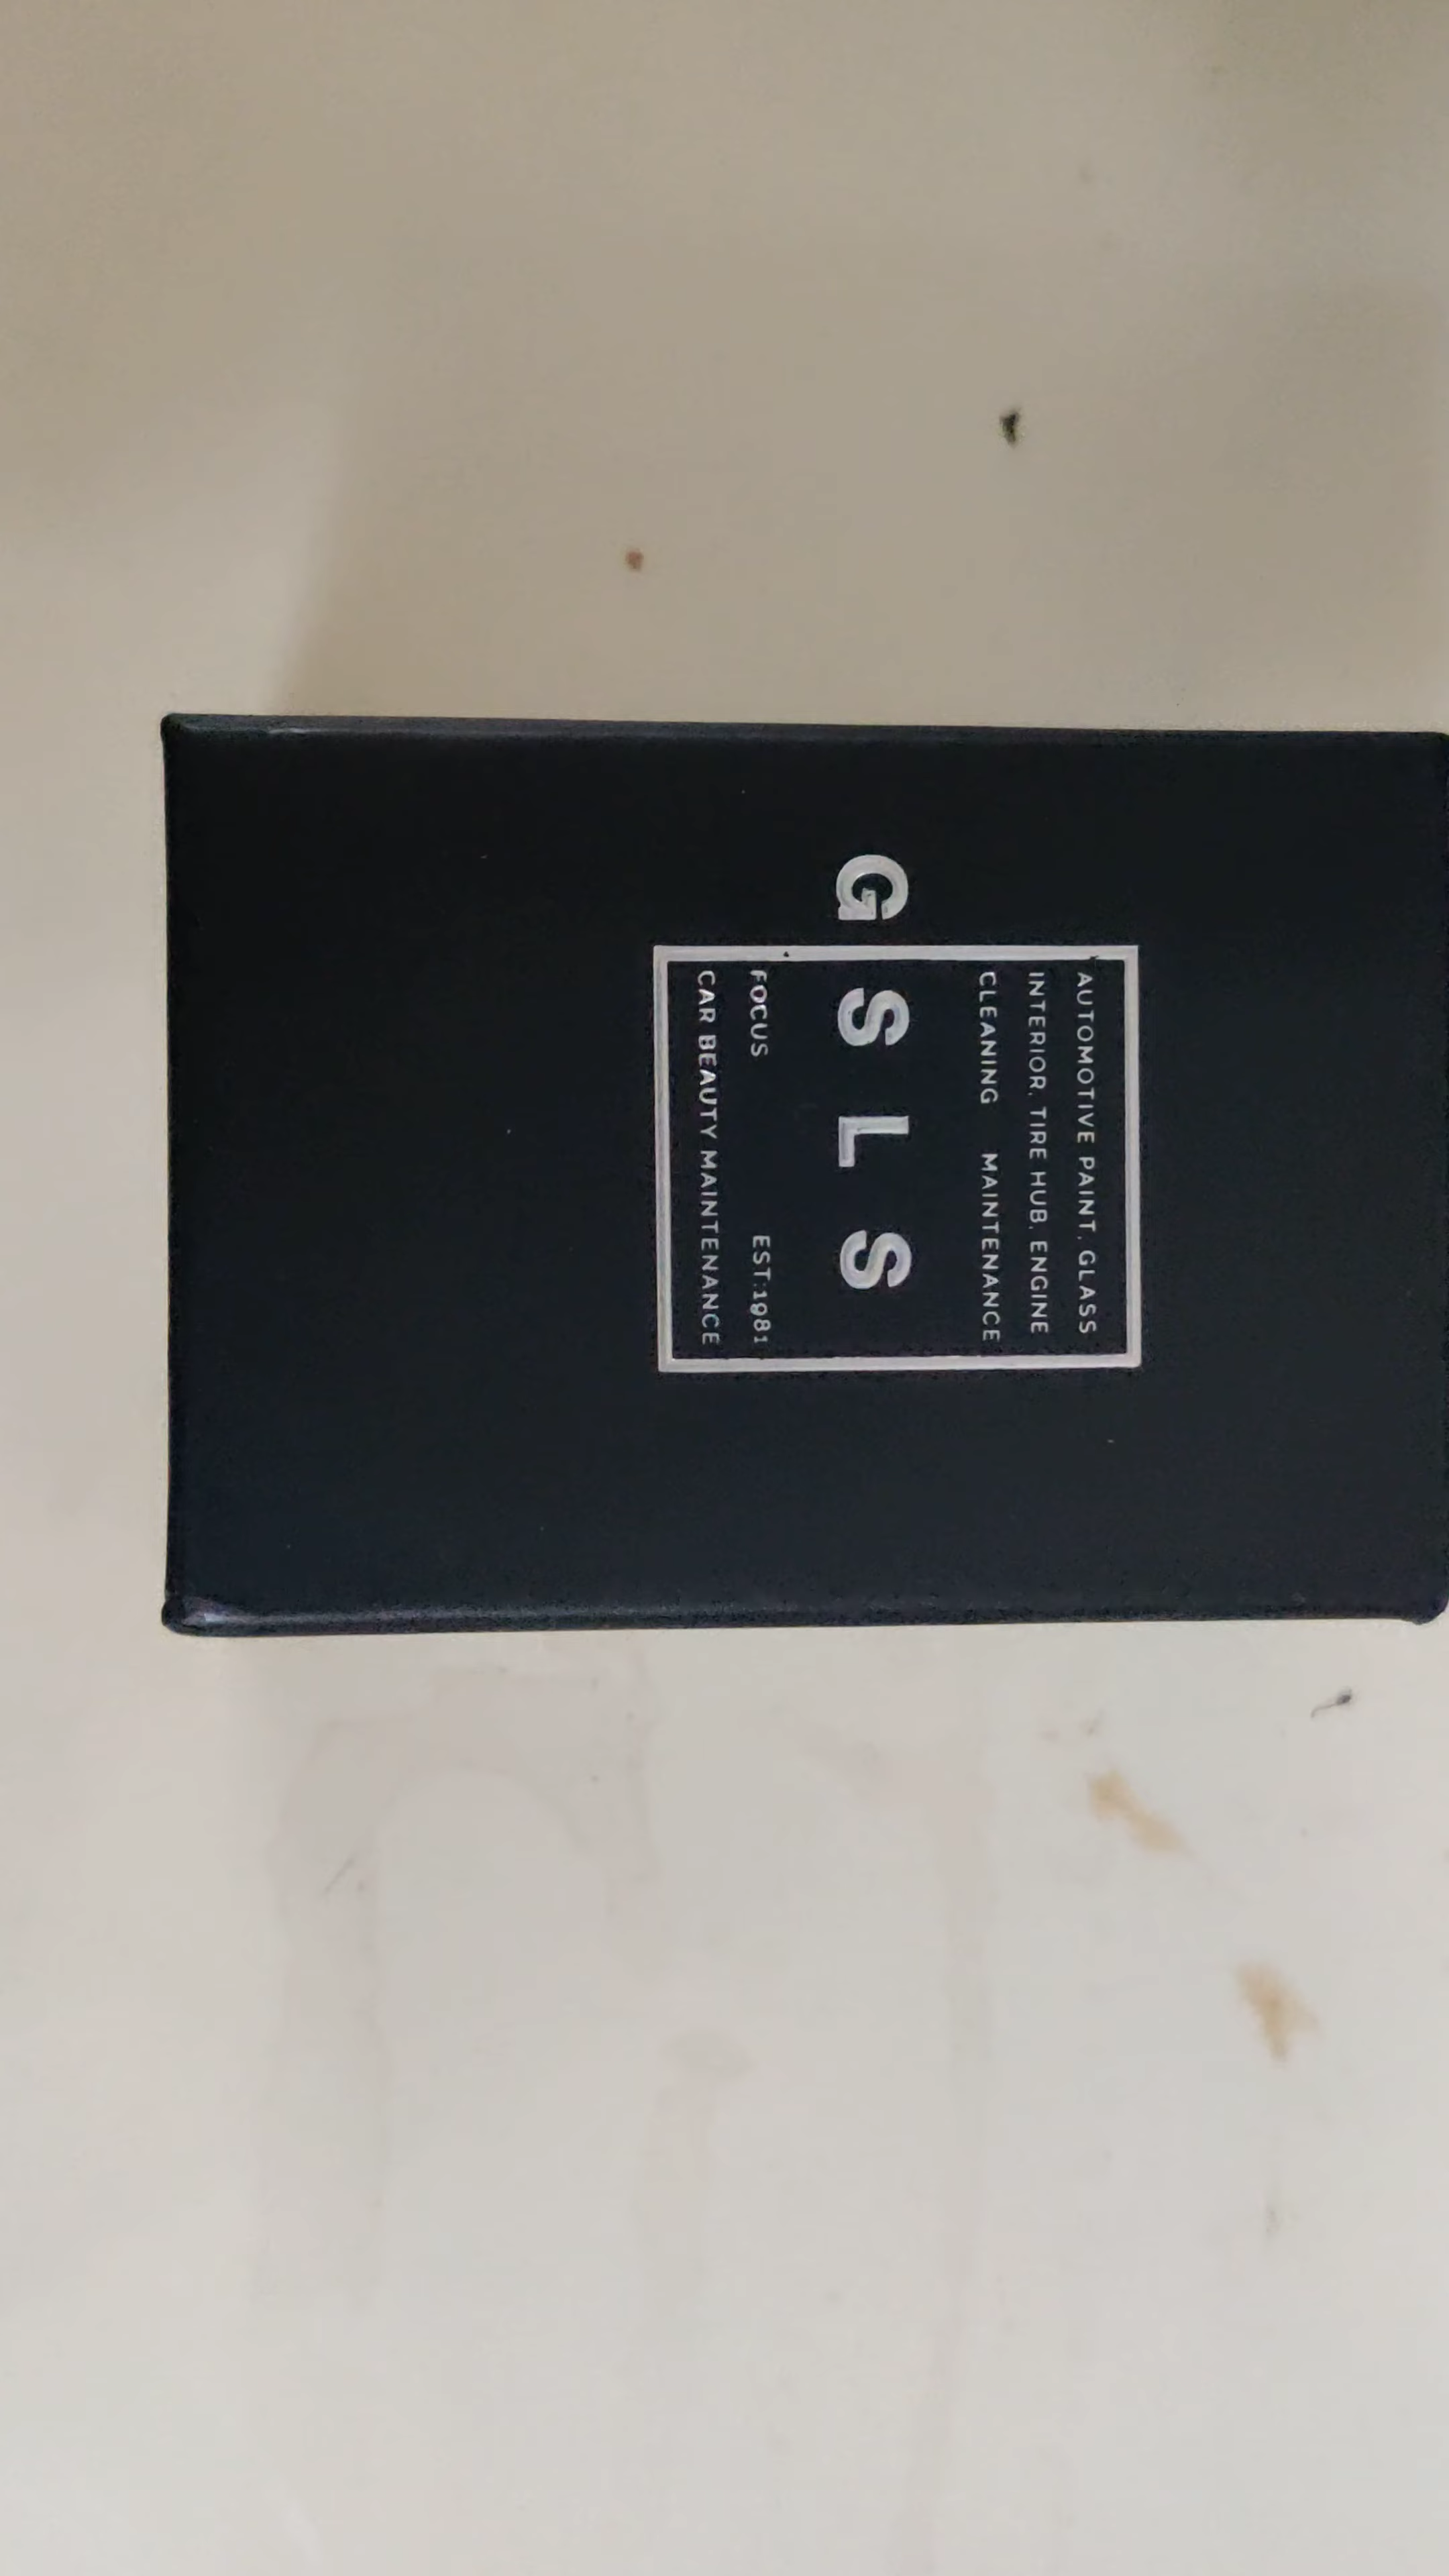 AUTOMOTIVE PAINT, GLASS
INTERIOR, TIRE HUB, ENGINE
CLEANING MAINTENANCE
G S L S
FOCUS EST:1981
CAR BEAUTY MAINTENANCE